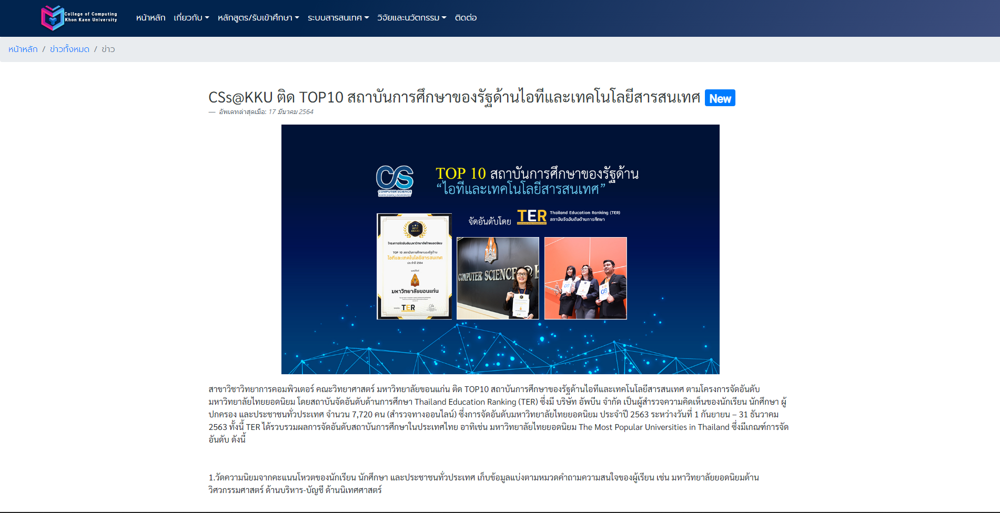 College of Computing
Khon Kaen University
หน้าหลัก เกี่ยวกับ หลักสูตร/รับเข้าศึกษา ระบบสารสนเทศ วิจัยและนวัตกรรม ติดต่อ
หน้าหลัก / ข่าวทั้งหมด / ข่าว
CSs@KKU ติด TOP10 สถาบันการศึกษาของรัฐด้านไอทีและเทคโนโลยีสารสนเทศ New
— อัพเดทล่าสุดเมื่อ: 17 มีนาคม 2564
CS
COMPUTER SCIENCE
KHON KAEN UNIVERSITY
TOP 10 สถาบันการศึกษาของรัฐด้าน
“ไอทีและเทคโนโลยีสารสนเทศ”
จัดอันดับโดย
TER
Thailand Education Ranking (TER)
สถาบันจัดอันดับด้านการศึกษา
BEST
AWARD
โครงการจัดอันดับมหาวิทยาลัยไทยยอดนิยม
TOP 10 สถาบันการศึกษาของรัฐด้าน
ไอทีและเทคโนโลยีสารสนเทศ
ประจำปี 2564
มหาวิทยาลัยขอนแก่น
TER
COMPUTER SCIENCE @ K
CS
CS
สาขาวิชาวิทยาการคอมพิวเตอร์ คณะวิทยาศาสตร์ มหาวิทยาลัยขอนแก่น ติด TOP10 สถาบันการศึกษาของรัฐด้านไอทีและเทคโนโลยีสารสนเทศ ตามโครงการจัดอันดับ
มหาวิทยาลัยไทยยอดนิยม โดยสถาบันจัดอันดับด้านการศึกษา Thailand Education Ranking (TER) ซึ่งมี บริษัท อัพบีน จำกัด เป็นผู้สำรวจความคิดเห็นของนักเรียน นักศึกษา ผู้
ปกครอง และประชาชนทั่วประเทศ จำนวน 7,720 คน (สำรวจทางออนไลน์) ซึ่งการจัดอันดับมหาวิทยาลัยไทยยอดนิยม ประจำปี 2563 ระหว่างวันที่ 1 กันยายน – 31 ธันวาคม
2563 ทั้งนี้ TER ได้รวบรวมผลการจัดอันดับสถาบันการศึกษาในประเทศไทย อาทิเช่น มหาวิทยาลัยไทยยอดนิยม The Most Popular Universities in Thailand ซึ่งมีเกณฑ์การจัด
อันดับ ดังนี้
1.วัดความนิยมจากคะแนนโหวตของนักเรียน นักศึกษา และประชาชนทั่วประเทศ เก็บข้อมูลแบ่งตามหมวดคำถามความสนใจของผู้เรียน เช่น มหาวิทยาลัยยอดนิยมด้าน
วิศวกรรมศาสตร์ ด้านบริหาร-บัญชี ด้านนิเทศศาสตร์